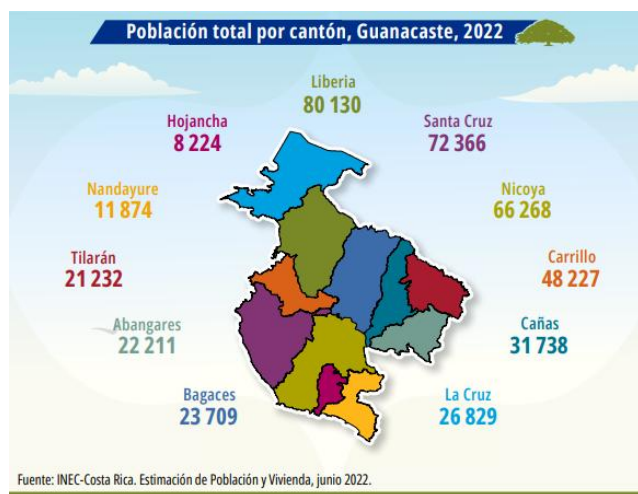 Población total por cantón, Guanacaste, 2022
Liberia
80 130
Hojancha
8 224
Santa Cruz
72 366
Nandayure
11 874
Nicoya
66 268
Tilarán
21 232
Carrillo
48 227
Abangares
22 211
Cañas
31 738
Bagaces
23 709
La Cruz
26 829
Fuente: INEC-Costa Rica. Estimación de Población y Vivienda, junio 2022.